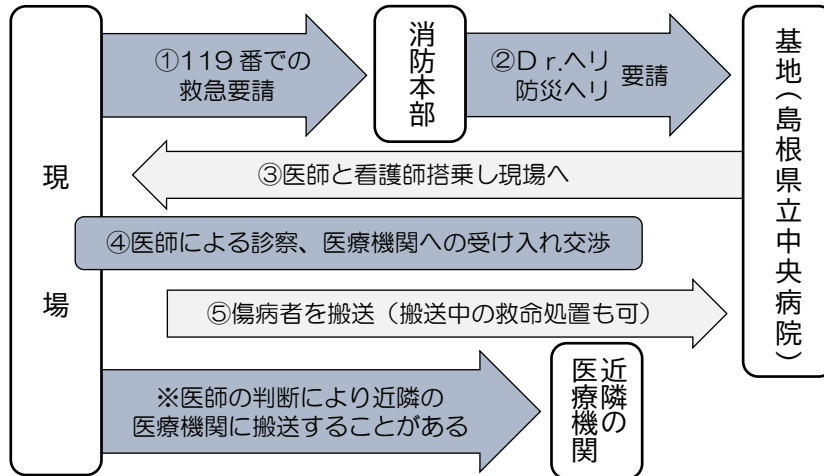 ①119番での
救急要請
消防本部
②Dr.ヘリ
防災ヘリ
要請
基地(島根県立中央病院)
現場
③医師と看護師搭乗し現場へ
④医師による診察、医療機関への受け入れ交渉
⑤傷病者を搬送(搬送中の救命処置も可)
※医師の判断により近隣の
医療機関に搬送することがある
近隣の
医療機関